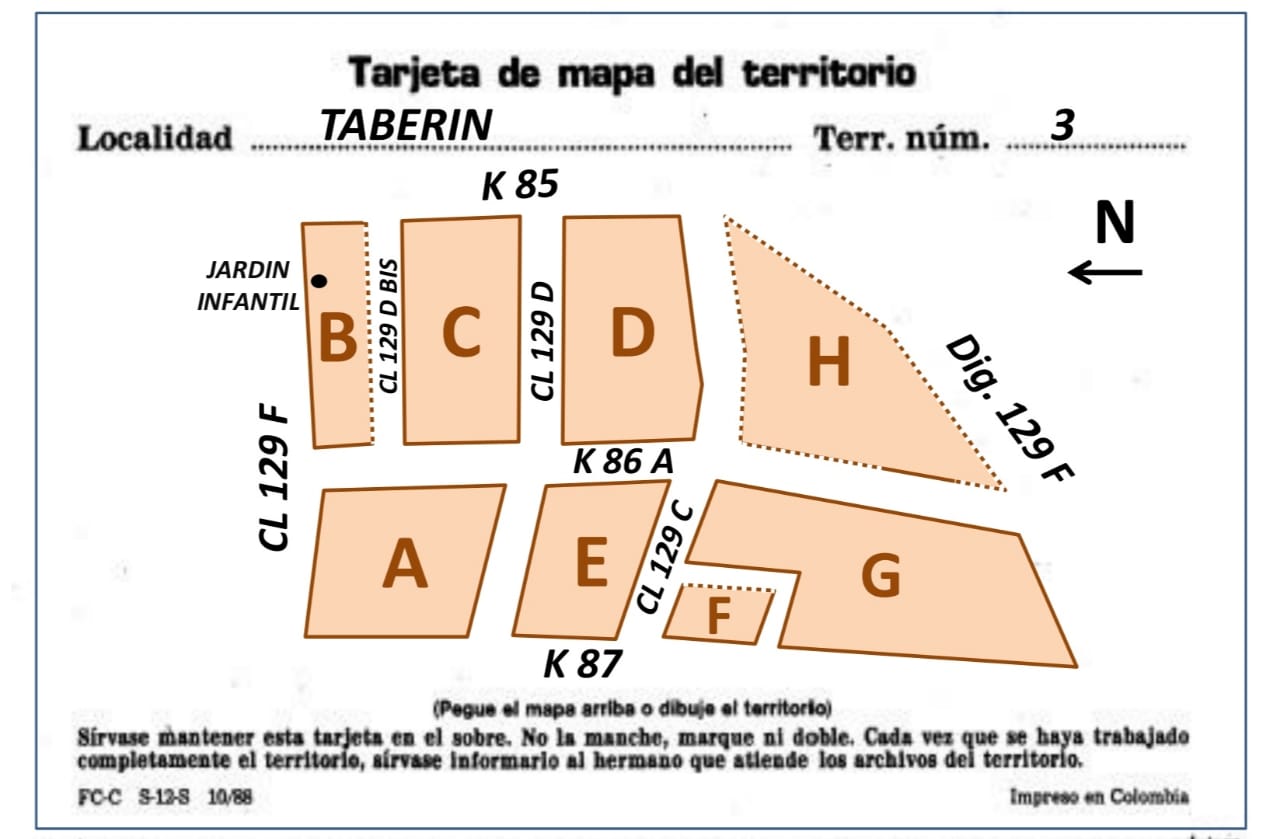 Tarjeta de mapa del territorio
Localidad TABERIN Terr. núm. 3
K 85
N
JARDIN
INFANTIL
B
CL 129 D BIS
C
CL 129 D
D
H
Dig. 129 F
CL 129 F
K 86 A
A
E
CL 129 C
F
G
K 87
(Pegue el mapa arriba o dibuje el territorio)
Sírvase mantener esta tarjeta en el sobre. No la manche, marque ni doble. Cada vez que se haya trabajado
completamente el territorio, sírvase informarlo al hermano que atiende los archivos del territorio.
FC-C S-12-S 10/88 Impreso en Colombia